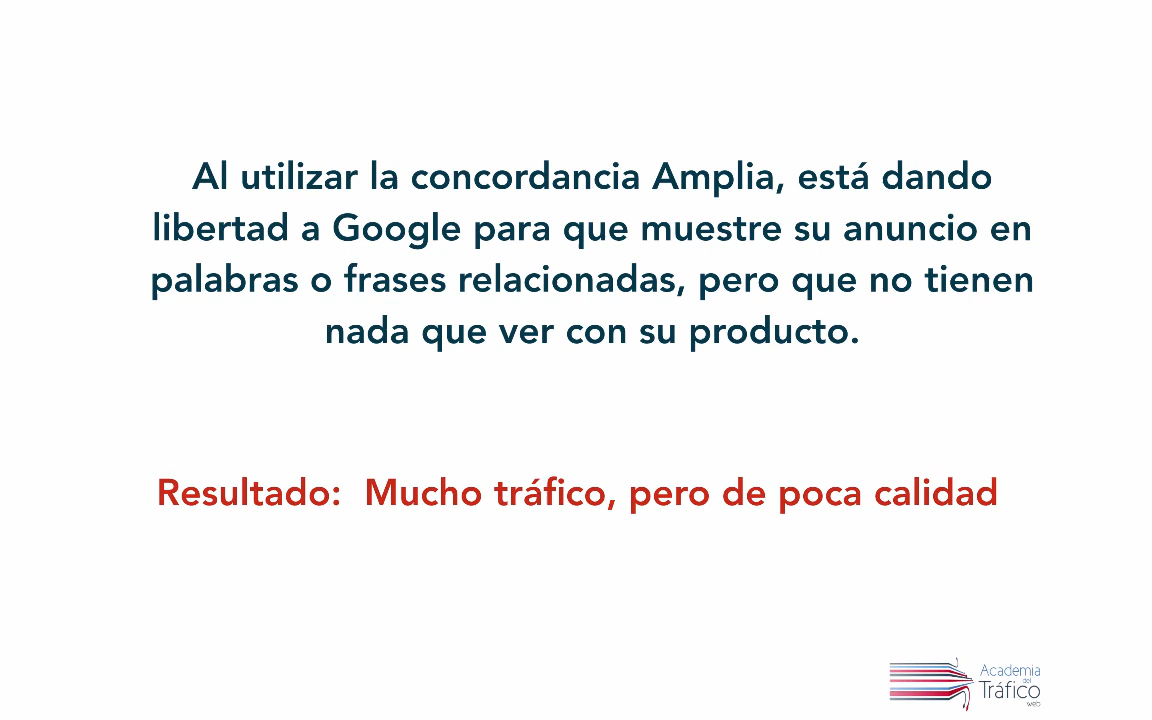 Al utilizar la concordancia Amplia, está dando
libertad a Google para que muestre su anuncio en
palabras o frases relacionadas, pero que no tienen
nada que ver con su producto.
Resultado: Mucho tráfico, pero de poca calidad
Academia
del
Tráfico
web